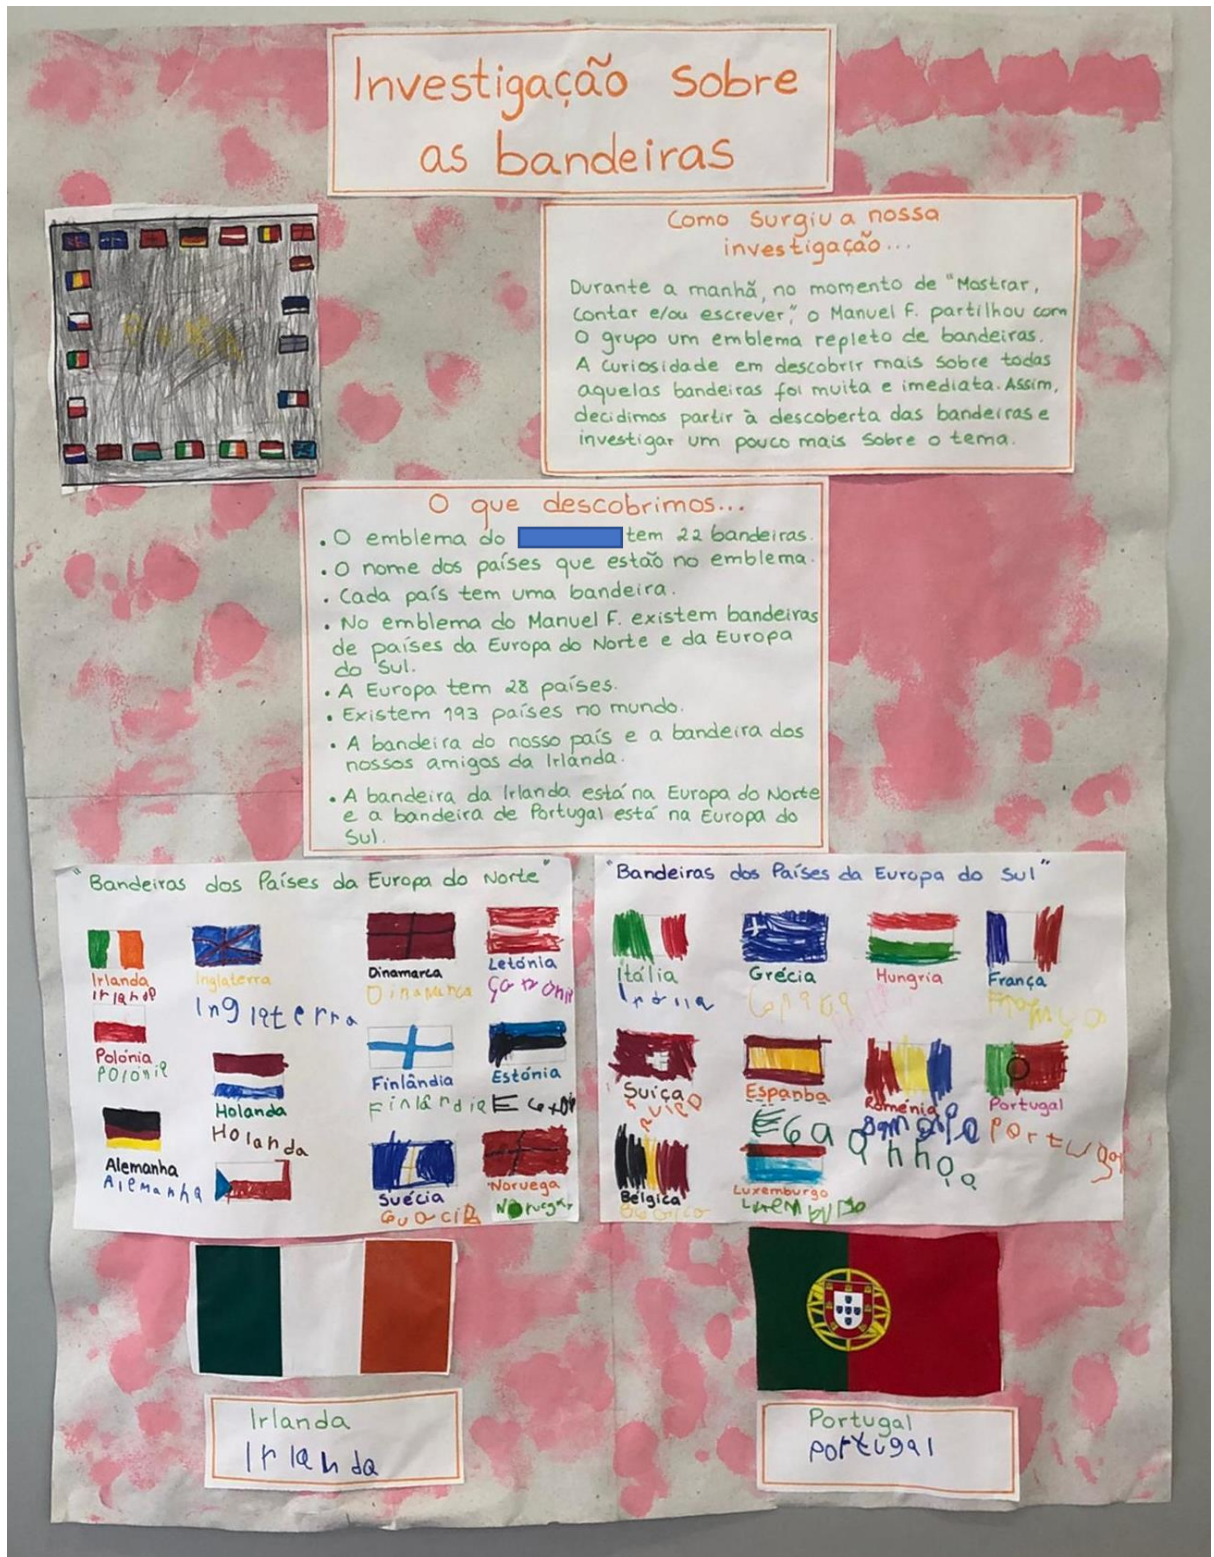 Investigação sobre
as bandeiras
Como surgiu a nossa
investigação...
Durante a manhã, no momento de "Mostrar,
contar e/ou escrever," o Manuel F. partilhou com
o grupo um emblema repleto de bandeiras.
A curiosidade em descobrir mais sobre todas
aquelas bandeiras foi muita e imediata. Assim,
decidimos partir à descoberta das bandeiras e
investigar um pouco mais sobre o tema.
O que descobrimos...
• O emblema do tem 22 bandeiras.
• O nome dos países que estão no emblema.
• Cada país tem uma bandeira.
• No emblema do Manuel F. existem bandeiras
de países da Europa do Norte e da Europa
do Sul.
• A Europa tem 28 países.
• Existem 193 países no mundo.
• A bandeira do nosso país e a bandeira dos
nossos amigos da Irlanda.
• A bandeira da Irlanda está na Europa do Norte
e a bandeira de Portugal está na Europa do
Sul.
"Bandeiras dos Países da Europa do Norte"
Irlanda
Inglaterra
Inglaterra
Dinamarca
Dinamarca
Letónia
Polónia
Polonia
Holanda
Holanda
Finlândia
Finlândia
Estónia
Alemanha
Alemanha
Suécia
Noruega
Noruega
"Bandeiras dos Países da Europa do Sul"
Itália
Grécia
Hungria
França
Suíça
Espanha
Roménia
Portugal
Portugal
Bélgica
Luxemburgo
Irlanda
Irlanda
Portugal
portugal